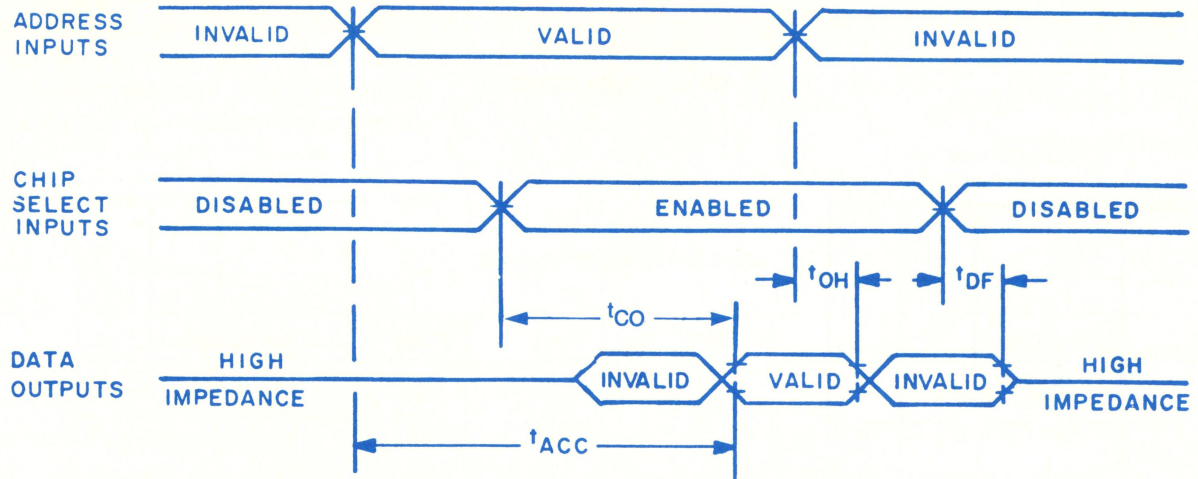 ADDRESS
INPUTS
INVALID
VALID
INVALID
CHIP
SELECT
INPUTS
DISABLED
ENABLED
DISABLED
tOH
tDF
tCO
DATA
OUTPUTS
HIGH
IMPEDANCE
INVALID
VALID
INVALID
HIGH
IMPEDANCE
tACC